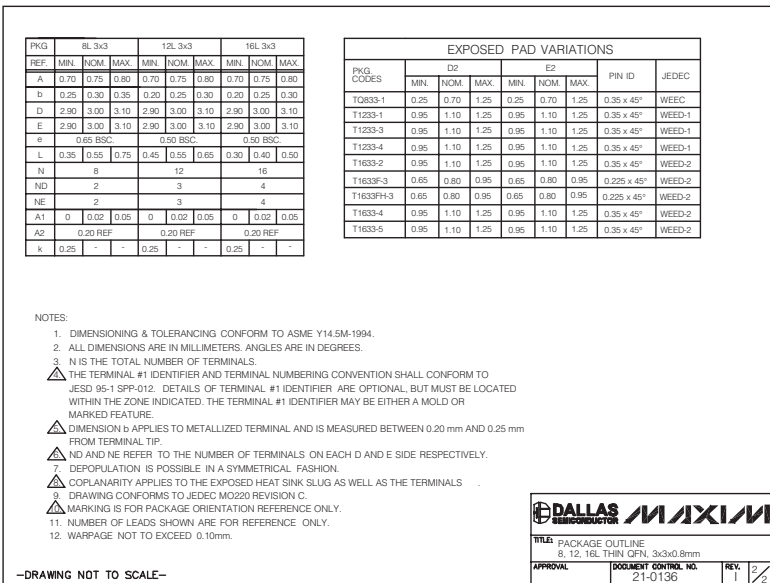 PKG 8L 3x3 12L 3x3 16L 3x3
REF. MIN. NOM. MAX. MIN. NOM. MAX. MIN. NOM. MAX.
A 0.70 0.75 0.80 0.70 0.75 0.80 0.70 0.75 0.80
b 0.25 0.30 0.35 0.20 0.25 0.30 0.20 0.25 0.30
D 2.90 3.00 3.10 2.90 3.00 3.10 2.90 3.00 3.10
E 2.90 3.00 3.10 2.90 3.00 3.10 2.90 3.00 3.10
e 0.65 BSC. 0.50 BSC. 0.50 BSC.
L 0.35 0.55 0.75 0.45 0.55 0.65 0.30 0.40 0.50
N 8 12 16
ND 2 3 4
NE 2 3 4
A1 0 0.02 0.05 0 0.02 0.05 0 0.02 0.05
A2 0.20 REF 0.20 REF 0.20 REF
k 0.25 - - 0.25 - - 0.25 - -
EXPOSED PAD VARIATIONS
PKG. CODES D2 E2 PIN ID JEDEC
MIN. NOM. MAX. MIN. NOM. MAX.
TQ833-1 0.25 0.70 1.25 0.25 0.70 1.25 0.35 x 45° WEEC
T1233-1 0.95 1.10 1.25 0.95 1.10 1.25 0.35 x 45° WEED-1
T1233-3 0.95 1.10 1.25 0.95 1.10 1.25 0.35 x 45° WEED-1
T1233-4 0.95 1.10 1.25 0.95 1.10 1.25 0.35 x 45° WEED-1
T1633-2 0.95 1.10 1.25 0.95 1.10 1.25 0.35 x 45° WEED-2
T1633F-3 0.65 0.80 0.95 0.65 0.80 0.95 0.225 x 45° WEED-2
T1633FH-3 0.65 0.80 0.95 0.65 0.80 0.95 0.225 x 45° WEED-2
T1633-4 0.95 1.10 1.25 0.95 1.10 1.25 0.35 x 45° WEED-2
T1633-5 0.95 1.10 1.25 0.95 1.10 1.25 0.35 x 45° WEED-2
NOTES:
1. DIMENSIONING & TOLERANCING CONFORM TO ASME Y14.5M-1994.
2. ALL DIMENSIONS ARE IN MILLIMETERS. ANGLES ARE IN DEGREES.
3. N IS THE TOTAL NUMBER OF TERMINALS.
4. THE TERMINAL #1 IDENTIFIER AND TERMINAL NUMBERING CONVENTION SHALL CONFORM TO
JESD 95-1 SPP-012. DETAILS OF TERMINAL #1 IDENTIFIER ARE OPTIONAL, BUT MUST BE LOCATED
WITHIN THE ZONE INDICATED. THE TERMINAL #1 IDENTIFIER MAY BE EITHER A MOLD OR
MARKED FEATURE.
5. DIMENSION b APPLIES TO METALLIZED TERMINAL AND IS MEASURED BETWEEN 0.20 mm AND 0.25 mm
FROM TERMINAL TIP.
6. ND AND NE REFER TO THE NUMBER OF TERMINALS ON EACH D AND E SIDE RESPECTIVELY.
7. DEPOPULATION IS POSSIBLE IN A SYMMETRICAL FASHION.
8. COPLANARITY APPLIES TO THE EXPOSED HEAT SINK SLUG AS WELL AS THE TERMINALS .
9. DRAWING CONFORMS TO JEDEC MO220 REVISION C.
10. MARKING IS FOR PACKAGE ORIENTATION REFERENCE ONLY.
11. NUMBER OF LEADS SHOWN ARE FOR REFERENCE ONLY.
12. WARPAGE NOT TO EXCEED 0.10mm.
-DRAWING NOT TO SCALE-
DALLAS SEMICONDUCTOR MAXIM
TITLE: PACKAGE OUTLINE
8, 12, 16L THIN QFN, 3x3x0.8mm
APPROVAL DOCUMENT CONTROL NO. REV.
21-0136 I 2/2